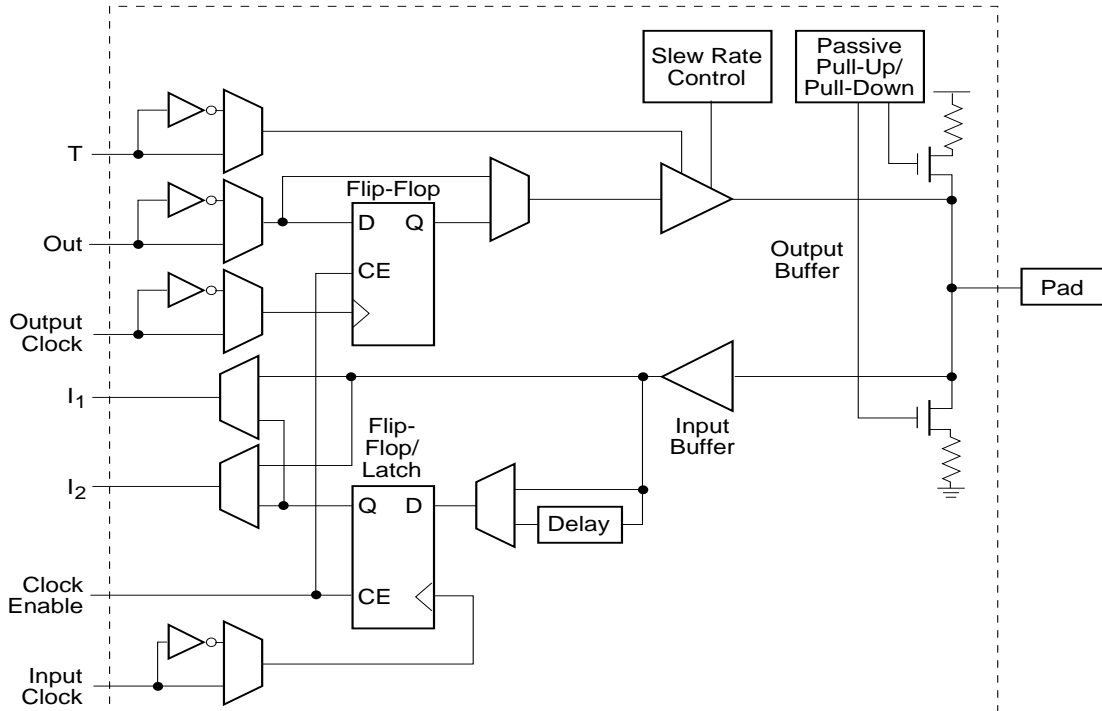 Slew Rate
Control
Passive
Pull-Up/
Pull-Down
T
Flip-Flop
D
Q
Out
CE
Output
Buffer
Pad
Output
Clock
I1
Flip-
Flop/
Latch
Input
Buffer
I2
Q
D
Delay
Clock
Enable
CE
Input
Clock